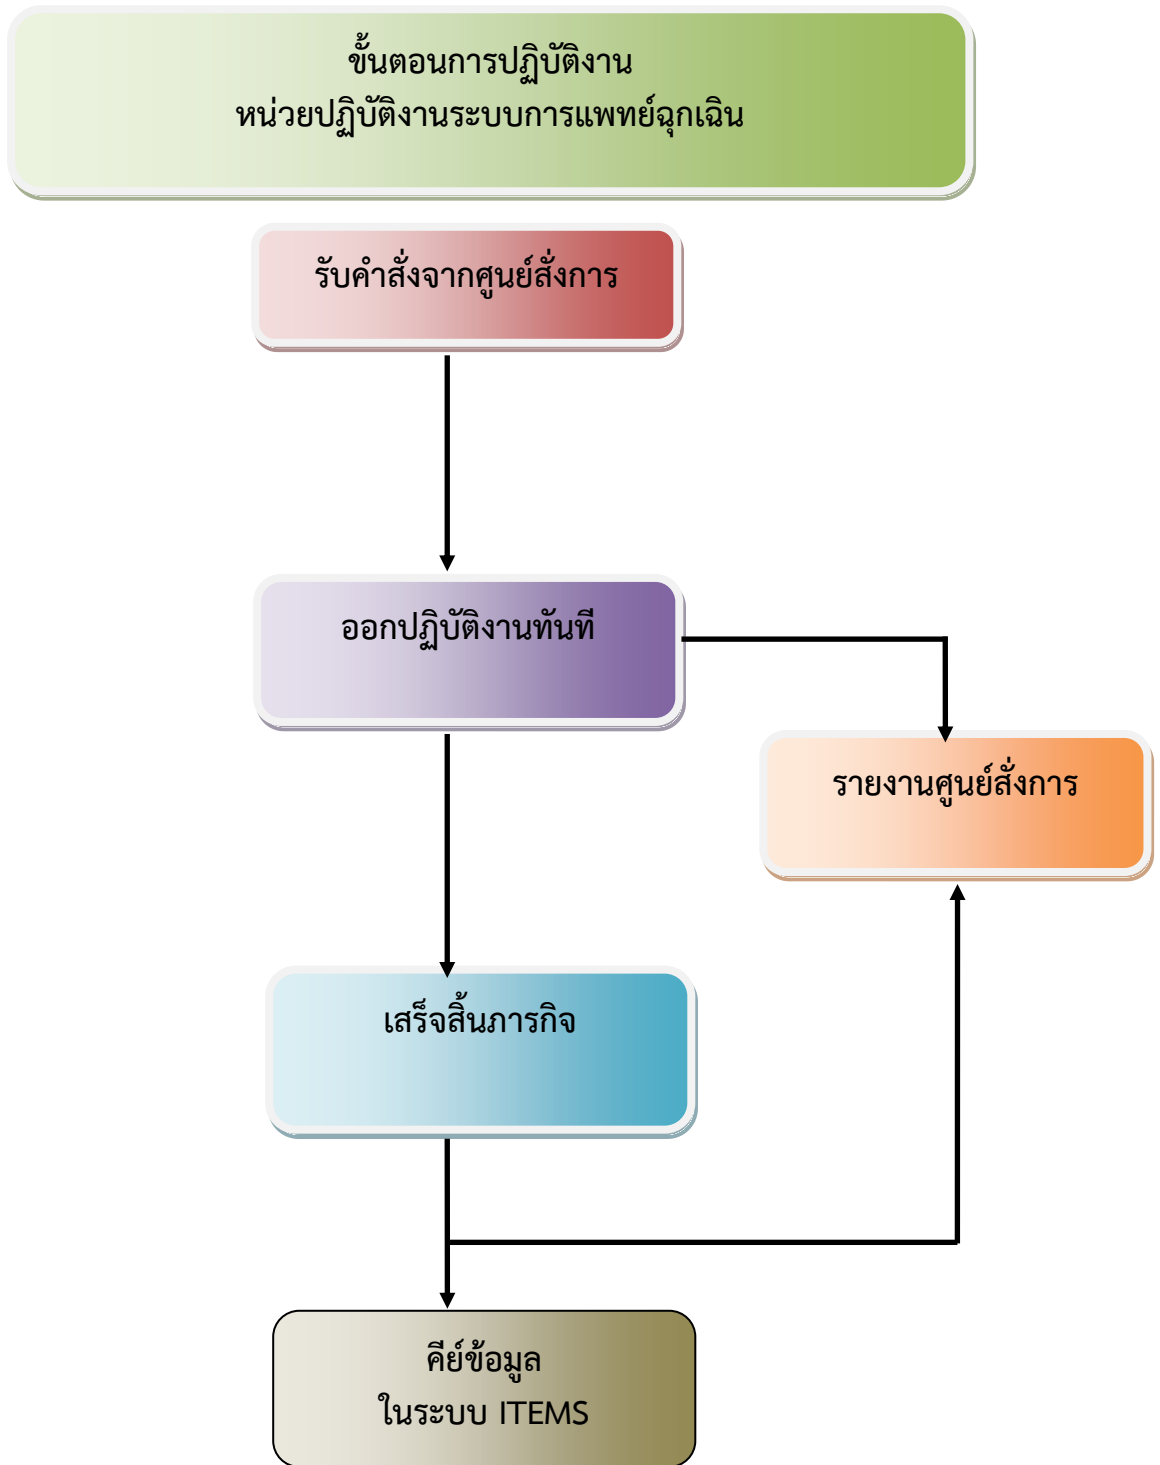 ขั้นตอนการปฏิบัติงาน
หน่วยปฏิบัติงานระบบการแพทย์ฉุกเฉิน
รับคำสั่งจากศูนย์สั่งการ
ออกปฏิบัติงานทันที
รายงานศูนย์สั่งการ
เสร็จสิ้นภารกิจ
คีย์ข้อมูล
ในระบบ ITEMS